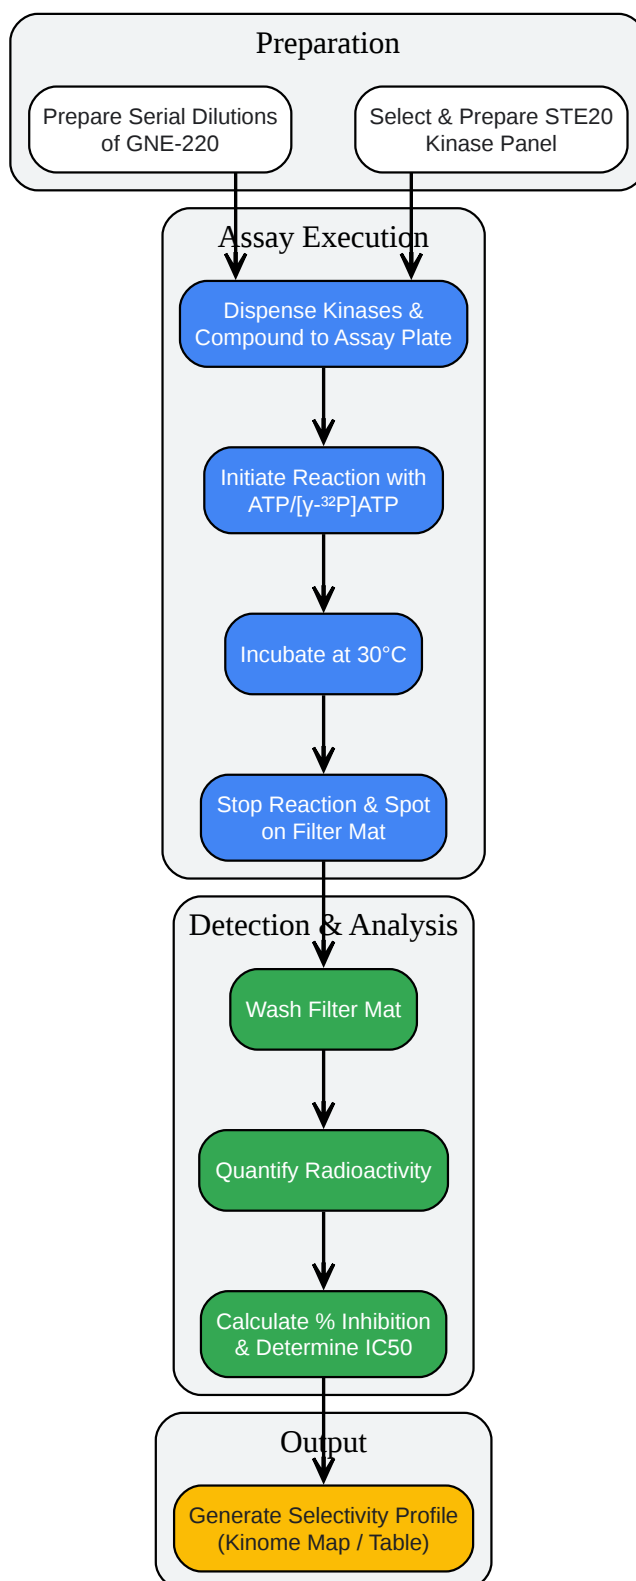 Preparation
Prepare Serial Dilutions
of GNE-220
Select & Prepare STE20
Kinase Panel
Assay Execution
Dispense Kinases &
Compound to Assay Plate
Initiate Reaction with
ATP/[γ-³²P]ATP
Incubate at 30°C
Stop Reaction & Spot
on Filter Mat
Detection & Analysis
Wash Filter Mat
Quantify Radioactivity
Calculate % Inhibition
& Determine IC50
Output
Generate Selectivity Profile
(Kinome Map / Table)